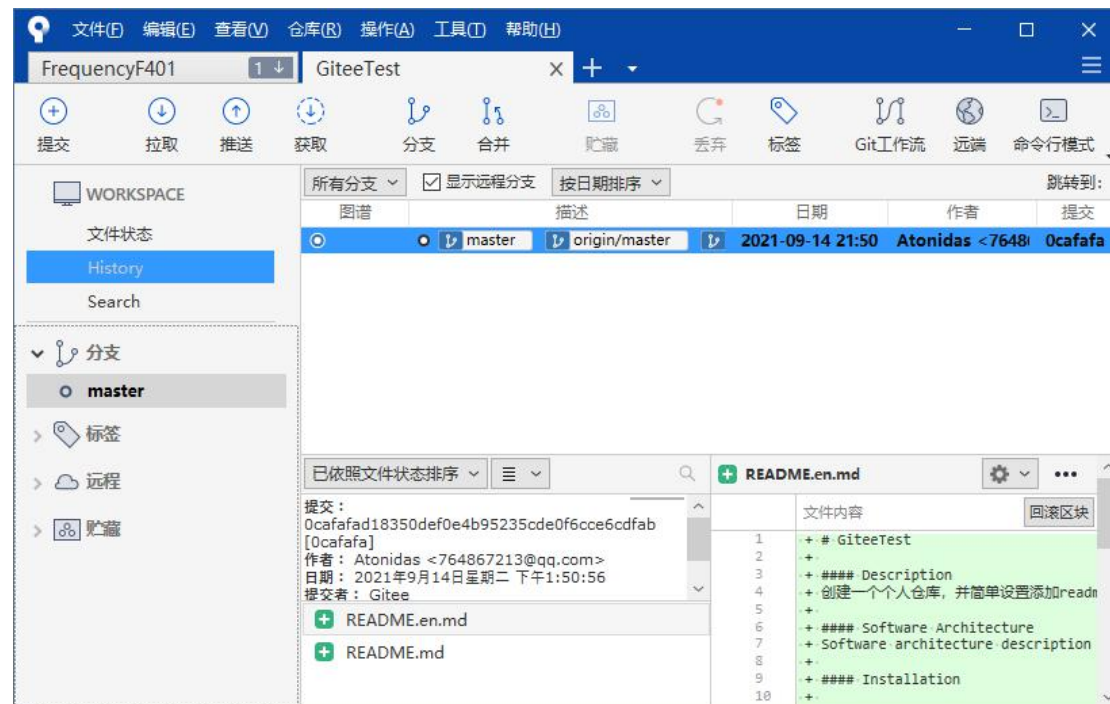 文件(F) 编辑(E) 查看(V) 仓库(R) 操作(A) 工具(T) 帮助(H)
FrequencyF401 1 GiteeTest
提交 拉取 推送 获取 分支 合并 贮藏 丢弃 标签 Git工作流 远端 命令行模式
WORKSPACE
文件状态
History
Search
分支
master
标签
远程
贮藏
所有分支 显示远程分支 按日期排序 跳转到:
图谱 描述 日期 作者 提交
master origin/master 2021-09-14 21:50 Atonidas <7648 0cafafa
已依照文件状态排序
提交：
0cafafad18350def0e4b95235cde0f6cce6cdfab
[0cafafa]
作者： Atonidas <764867213@qq.com>
日期： 2021年9月14日星期二 下午1:50:56
提交者： Gitee
README.en.md
README.md
README.en.md
文件内容 回滚区块
1 + # GiteeTest
2 +
3 + #### Description
4 + 创建一个个人仓库，并简单设置添加readm
5 +
6 + #### Software Architecture
7 + Software architecture description
8 +
9 + #### Installation
10 +